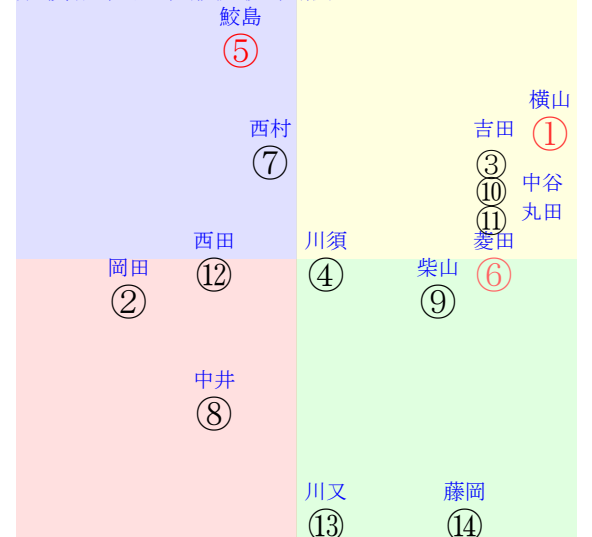 鮫島
⑤
横山
①
西村
⑦
吉田
③
中谷
⑩
丸田
⑪
西田
⑫
川須
④
菱田
⑥
岡田
②
柴山
⑨
中井
⑧
川又
⑬
藤岡
⑭